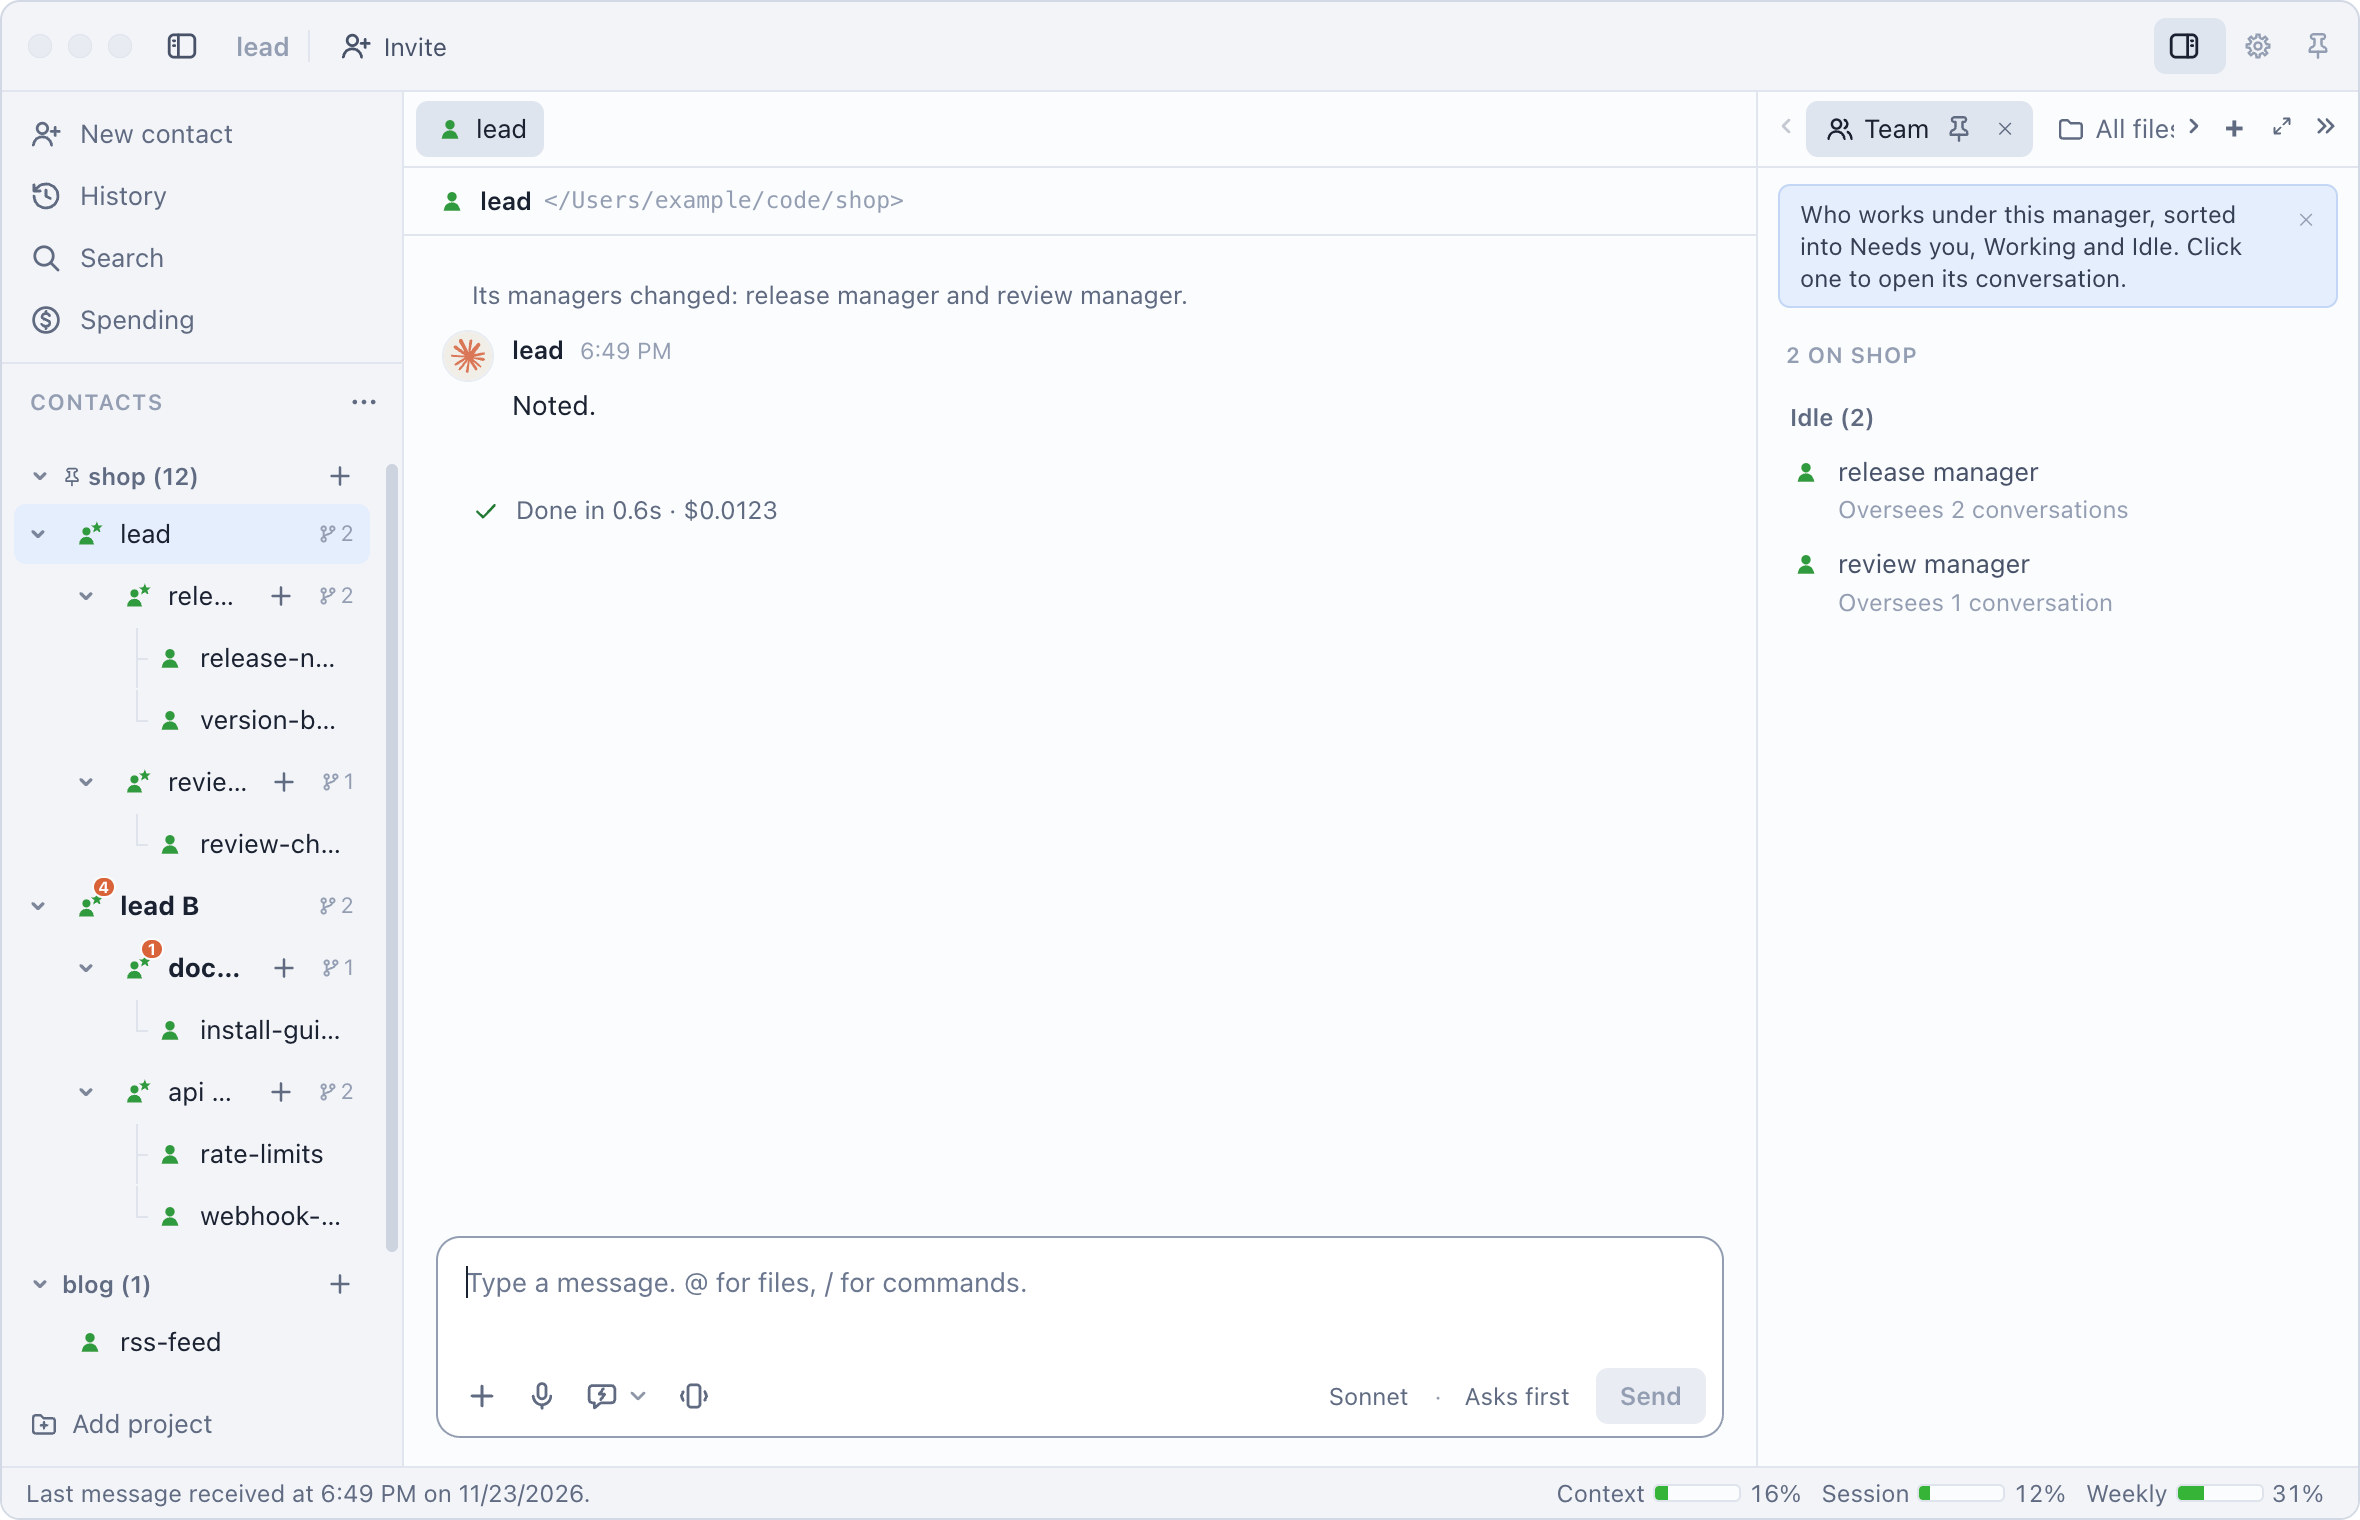 lead
Invite
New contact
History
Search
Spending
CONTACTS
shop (12)
lead 2
rele... 2
release-n...
version-b...
revie... 1
review-ch...
4
lead B 2
1
doc... 1
install-gui...
api ... 2
rate-limits
webhook-...
blog (1)
rss-feed
Add project
lead
lead </Users/example/code/shop>
Its managers changed: release manager and review manager.
lead 6:49 PM
Noted.
Done in 0.6s · $0.0123
Type a message. @ for files, / for commands.
Sonnet · Asks first Send
Team
All files
Who works under this manager, sorted
into Needs you, Working and Idle. Click
one to open its conversation.
2 ON SHOP
Idle (2)
release manager
Oversees 2 conversations
review manager
Oversees 1 conversation
Last message received at 6:49 PM on 11/23/2026.
Context 16% Session 12% Weekly 31%